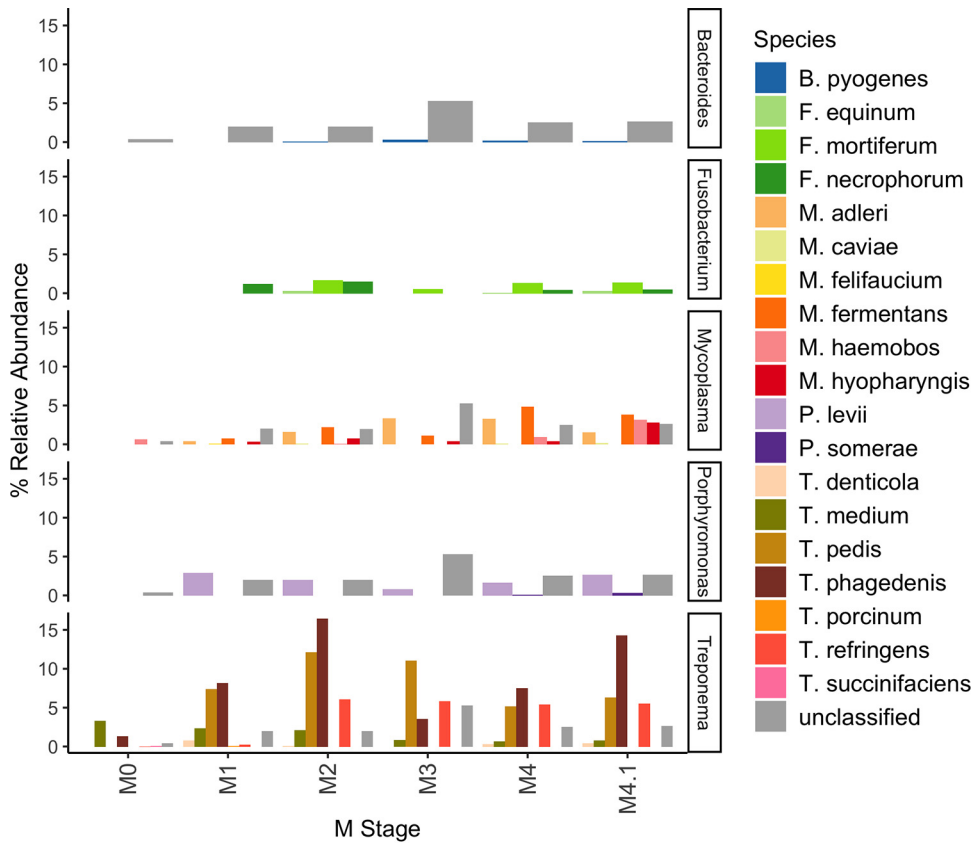 % Relative Abundance
15
10
5
0
Bacteroides
15
10
5
0
Fusobacterium
15
10
5
0
Mycoplasma
15
10
5
0
Porphyromonas
15
10
5
0
Treponema
M0
M1
M2
M3
M4
M4.1
M Stage
Species
B. pyogenes
F. equinum
F. mortiferum
F. necrophorum
M. adleri
M. caviae
M. felifaucium
M. fermentans
M. haemobos
M. hyopharyngis
P. levii
P. somerae
T. denticola
T. medium
T. pedis
T. phagedenis
T. porcinum
T. refringens
T. succinifaciens
unclassified